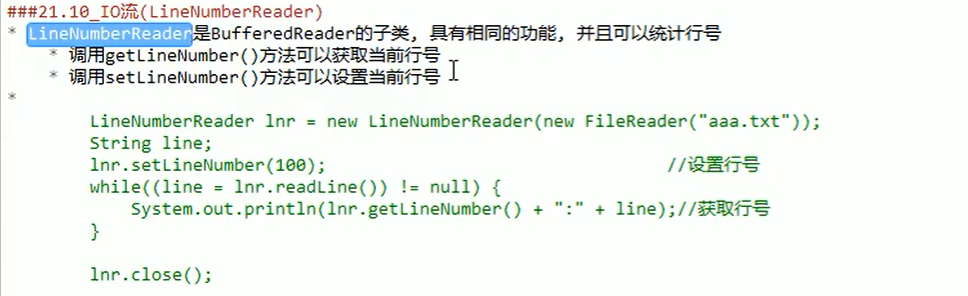 ###21.10_IO流(LineNumberReader)
* LineNumberReader是BufferedReader的子类, 具有相同的功能, 并且可以统计行号
* 调用getLineNumber()方法可以获取当前行号
* 调用setLineNumber()方法可以设置当前行号
*
LineNumberReader lnr = new LineNumberReader(new FileReader("aaa.txt"));
String line;
lnr.setLineNumber(100); //设置行号
while((line = lnr.readLine()) != null) {
System.out.println(lnr.getLineNumber() + ":" + line);//获取行号
}
lnr.close();